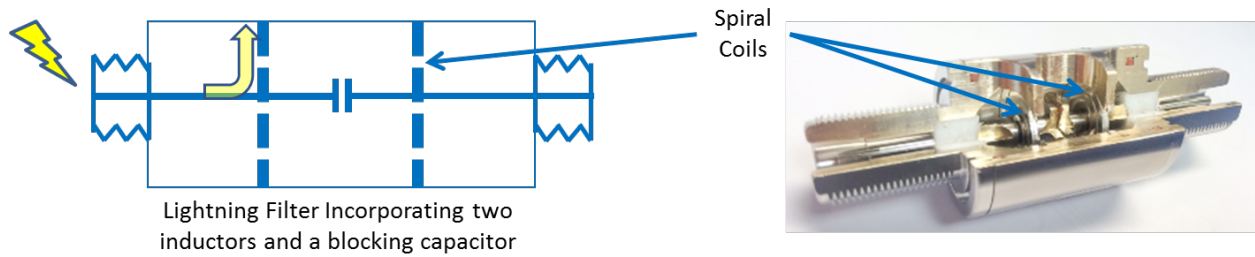 Spiral
Coils
Lightning Filter Incorporating two
inductors and a blocking capacitor